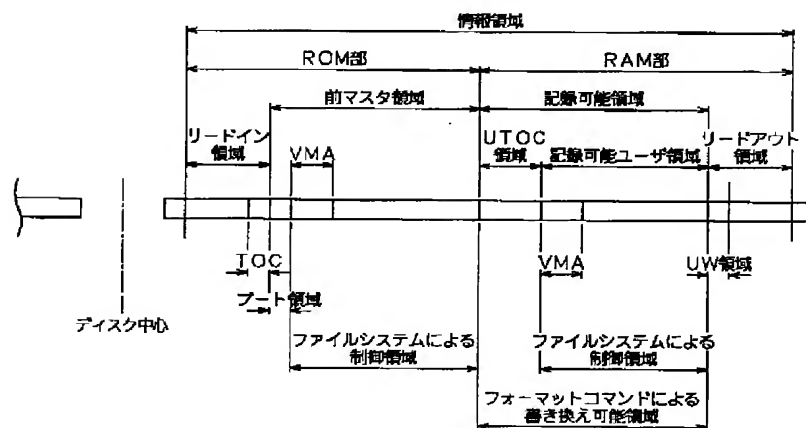 情報領域
ROM部
RAM部
前マスタ領域
記録可能領域
リードイン
領域
VMA
UTOC
領域
記録可能ユーザ領域
リードアウト
領域
TOC
ブート領域
VMA
UW領域
ディスク中心
ファイルシステムによる
制御領域
ファイルシステムによる
制御領域
フォーマットコマンドによる
書き換え可能領域